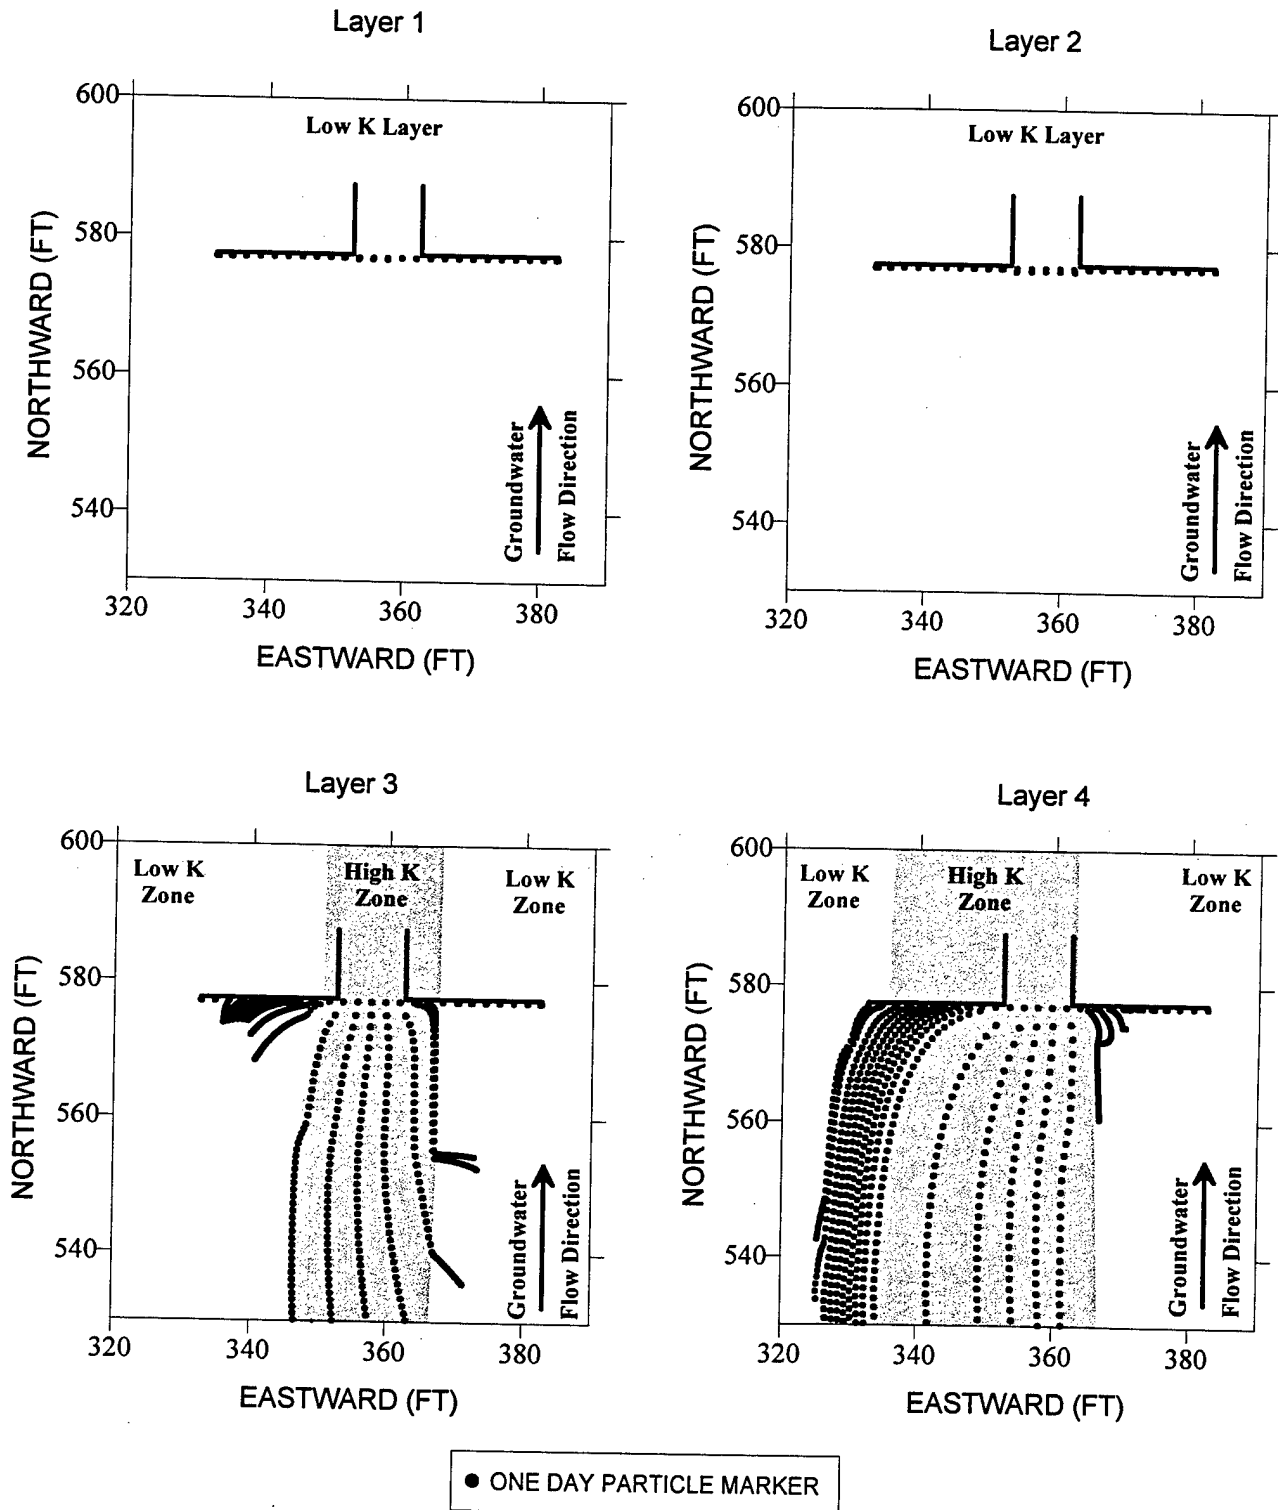 Layer 1
600
580
560
540
320
340
360
380
NORTHWARD (FT)
EASTWARD (FT)
Low K Layer
Groundwater
Flow Direction
Layer 2
600
580
560
540
320
340
360
380
NORTHWARD (FT)
EASTWARD (FT)
Low K Layer
Groundwater
Flow Direction
Layer 3
600
580
560
540
320
340
360
380
NORTHWARD (FT)
EASTWARD (FT)
Low K
Zone
High K
Zone
Low K
Zone
Groundwater
Flow Direction
Layer 4
600
580
560
540
320
340
360
380
NORTHWARD (FT)
EASTWARD (FT)
Low K
Zone
High K
Zone
Low K
Zone
Groundwater
Flow Direction
ONE DAY PARTICLE MARKER